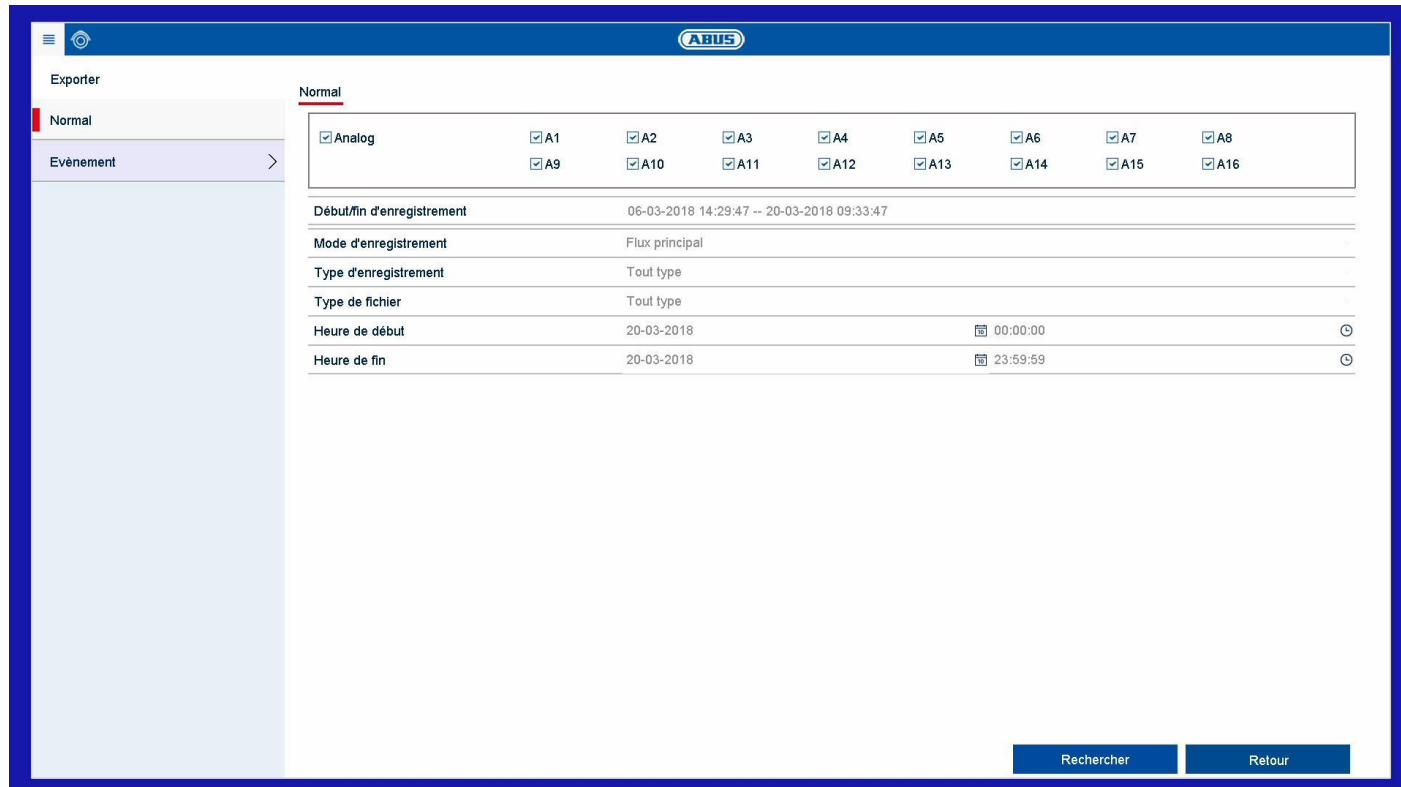 ABUS
Exporter
Normal
Evènement
Normal
Analog A1 A2 A3 A4 A5 A6 A7 A8
A9 A10 A11 A12 A13 A14 A15 A16
Début/fin d'enregistrement 06-03-2018 14:29:47 -- 20-03-2018 09:33:47
Mode d'enregistrement Flux principal
Type d'enregistrement Tout type
Type de fichier Tout type
Heure de début 20-03-2018 00:00:00
Heure de fin 20-03-2018 23:59:59
Rechercher Retour